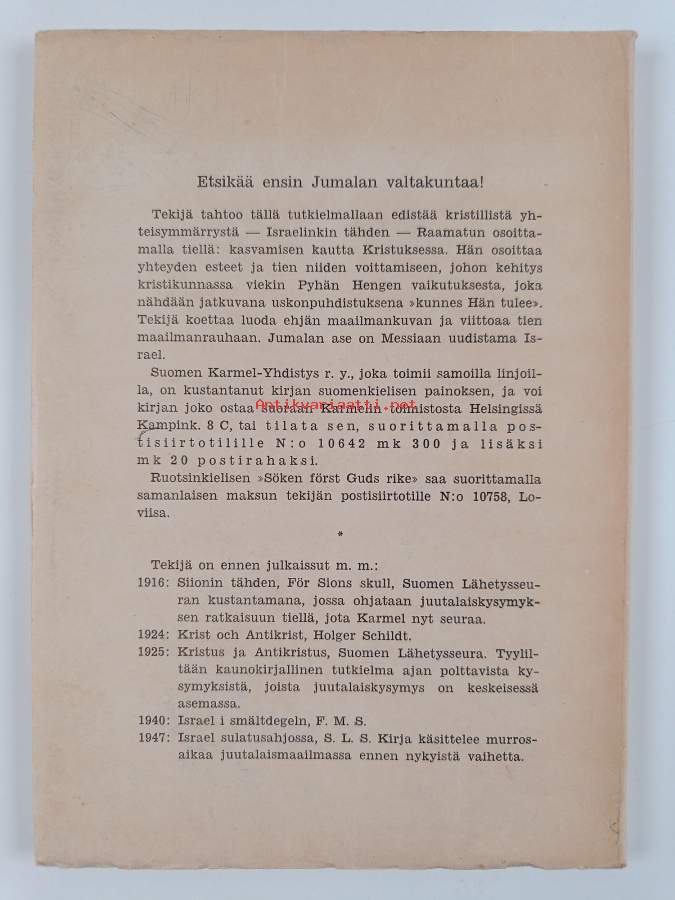 Etsikää ensin Jumalan valtakuntaa!
Tekijä tahtoo tällä tutkielmallaan edistää kristillistä yh-
teisymmärrystä — Israelinkin tähden — Raamatun osoitta-
malla tiellä: kasvamisen kautta Kristuksessa. Hän osoittaa
yhteyden esteet ja tien niiden voittamiseen, johon kehitys
kristikunnassa viekin Pyhän Hengen vaikutuksesta, joka
nähdään jatkuvana uskonpuhdistuksena »kunnes Hän tulee».
Tekijä koettaa luoda ehjän maailmankuvan ja viittoaa tien
maailmanrauhaan. Jumalan ase on Messiaan uudistama Is-
rael.
Suomen Karmel-Yhdistys r. y., joka toimii samoilla linjoil-
la, on kustantanut kirjan suomenkielisen painoksen, ja voi
kirjan joko ostaa suoraan Karmelin toimistosta Helsingissä
Antikvariaatti.net
Kampink. 8 C, tai tilata sen, suorittamalla pos-
tisiirtotilille N:o 10642 mk 300 ja lisäksi
mk 20 postirahaksi.
Ruotsinkielisen »Söken först Guds rike» saa suorittamalla
samanlaisen maksun tekijän postisiirtotille N:o 10758, Lo-
viisa.
*
Tekijä on ennen julkaissut m. m.:
1916: Siionin tähden, För Sions skull, Suomen Lähetysseu-
ran kustantamana, jossa ohjataan juutalaiskysymyk-
sen ratkaisuun tiellä, jota Karmel nyt seuraa.
1924: Krist och Antikrist, Holger Schildt.
1925: Kristus ja Antikristus, Suomen Lähetysseura. Tyylil-
tään kaunokirjallinen tutkielma ajan polttavista ky-
symyksistä, joista juutalaiskysymys on keskeisessä
asemassa.
1940: Israel i smältdegeln, F. M. S.
1947: Israel sulatusahjossa, S. L. S. Kirja käsittelee murros-
aikaa juutalaismaailmassa ennen nykyistä vaihetta.